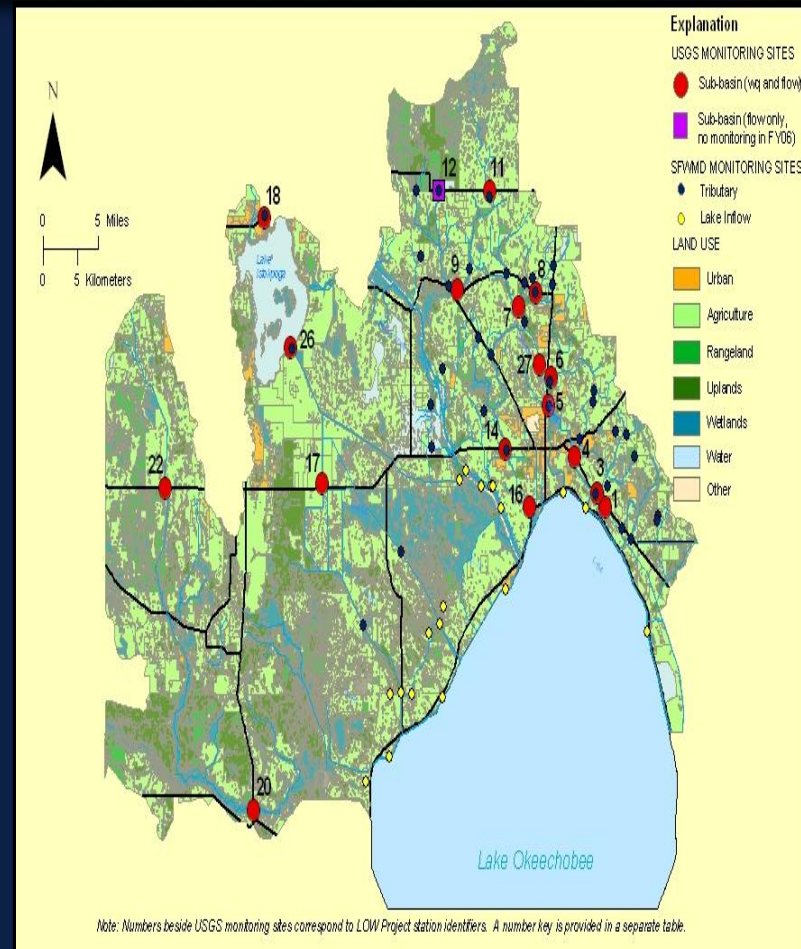 Explanation
USGS MONITORING SITES
Sub-basin (wq and flow)
Sub-basin (flow only,
no monitoring in FY06)
SFWMD MONITORING SITES
Tributary
Lake Inflow
LAND USE
Urban
Agriculture
Rangeland
Uplands
Wetlands
Water
Other
N
0 5 Miles
0 5 Kilometers
12
11
18
Lake
9
8
7
26
27
6
5
14
4
22
17
3
16
1
20
Lake Okeechobee
Note: Numbers beside USGS monitoring sites correspond to LOW Project station identifiers. A number key is provided in a separate table.